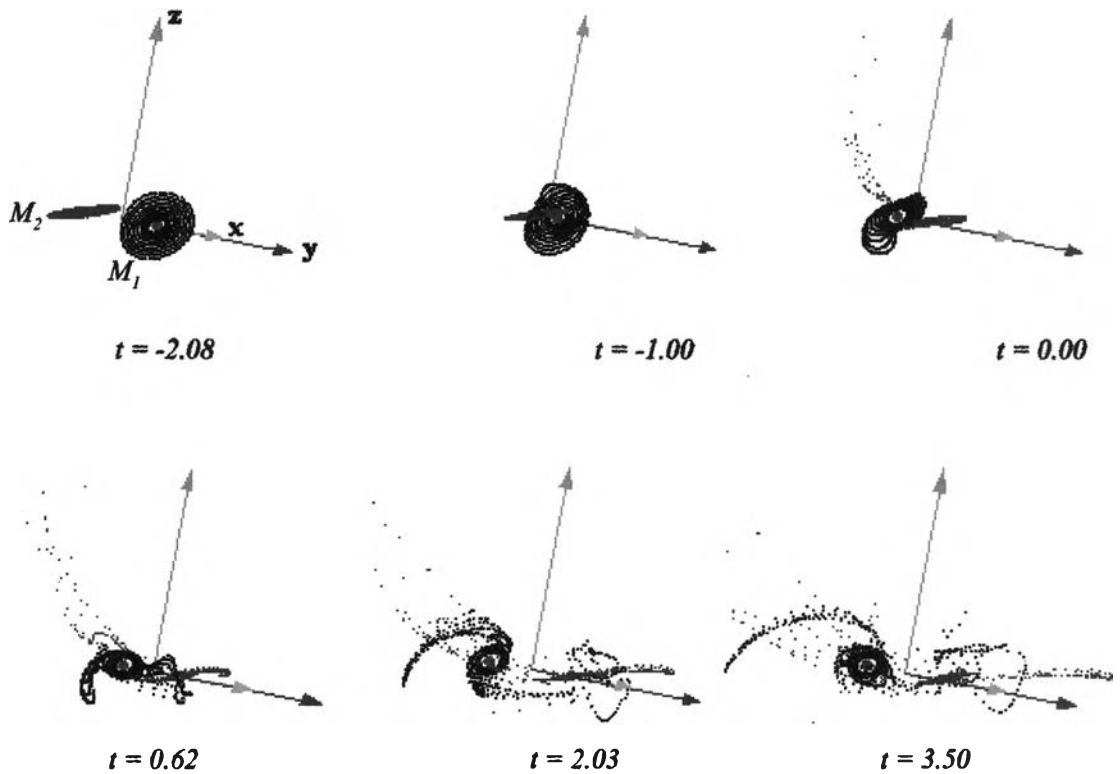 z
M₂
x
y
M₁
t = -2.08
t = -1.00
t = 0.00
t = 0.62
t = 2.03
t = 3.50